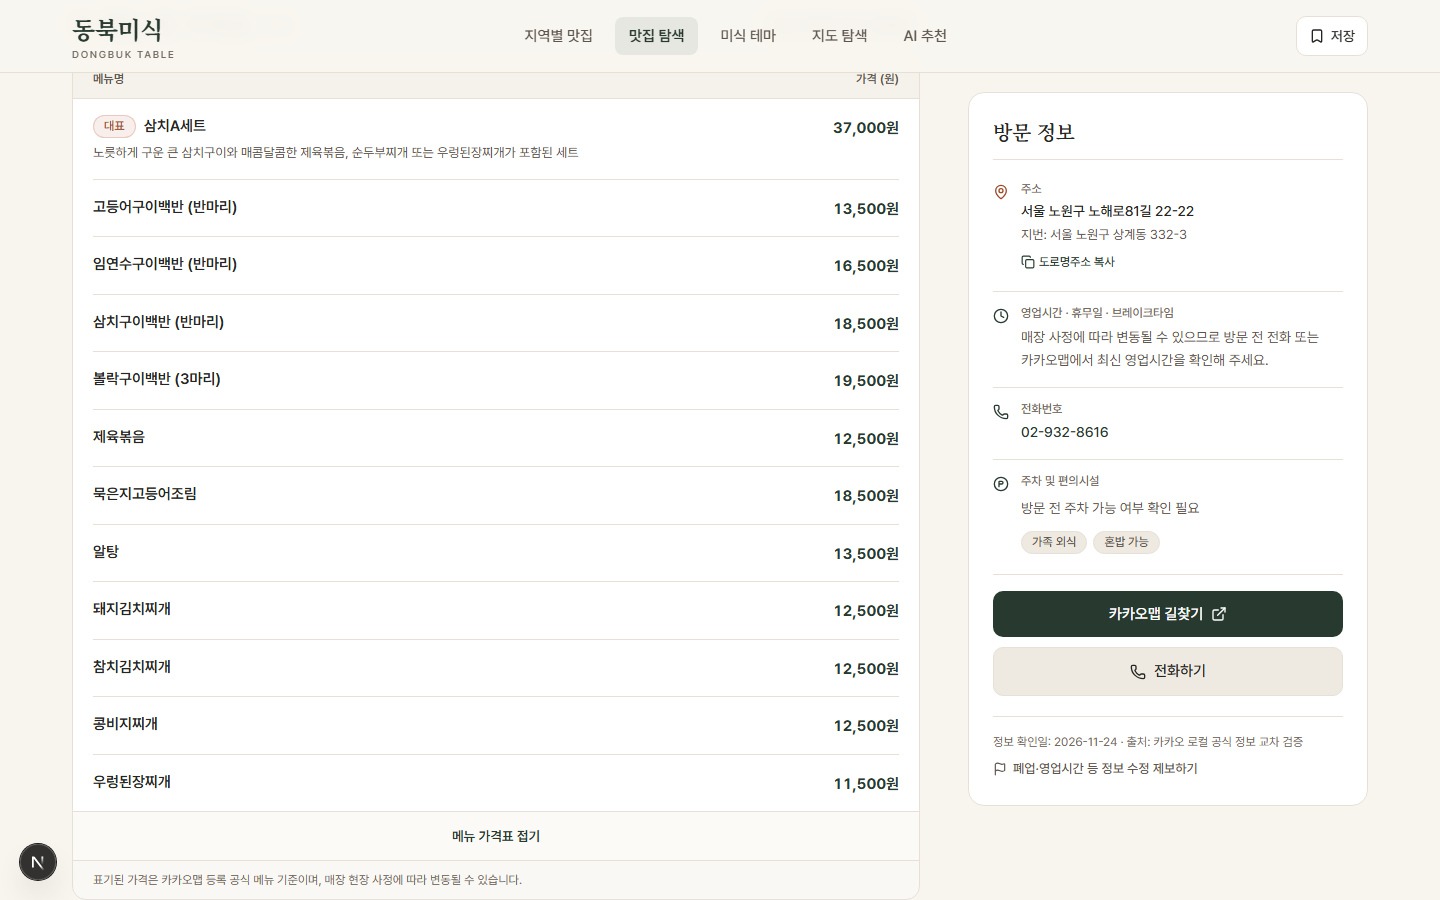 동북미식
DONGBUK TABLE
지역별 맛집
맛집 탐색
미식 테마
지도 탐색
AI 추천
저장
메뉴명
가격 (원)
대표 삼치A세트
37,000원
노릇하게 구운 큰 삼치구이와 매콤달콤한 제육볶음, 순두부찌개 또는 우렁된장찌개가 포함된 세트
고등어구이백반 (반마리)
13,500원
임연수구이백반 (반마리)
16,500원
삼치구이백반 (반마리)
18,500원
볼락구이백반 (3마리)
19,500원
제육볶음
12,500원
묵은지고등어조림
18,500원
알탕
13,500원
돼지김치찌개
12,500원
참치김치찌개
12,500원
콩비지찌개
12,500원
우렁된장찌개
11,500원
메뉴 가격표 접기
표기된 가격은 카카오맵 등록 공식 메뉴 기준이며, 매장 현장 사정에 따라 변동될 수 있습니다.
방문 정보
주소
서울 노원구 노해로81길 22-22
지번: 서울 노원구 상계동 332-3
도로명주소 복사
영업시간 · 휴무일 · 브레이크타임
매장 사정에 따라 변동될 수 있으므로 방문 전 전화 또는
카카오맵에서 최신 영업시간을 확인해 주세요.
전화번호
02-932-8616
주차 및 편의시설
방문 전 주차 가능 여부 확인 필요
가족 외식
혼밥 가능
카카오맵 길찾기
전화하기
정보 확인일: 2026-11-24 · 출처: 카카오 로컬 공식 정보 교차 검증
폐업·영업시간 등 정보 수정 제보하기